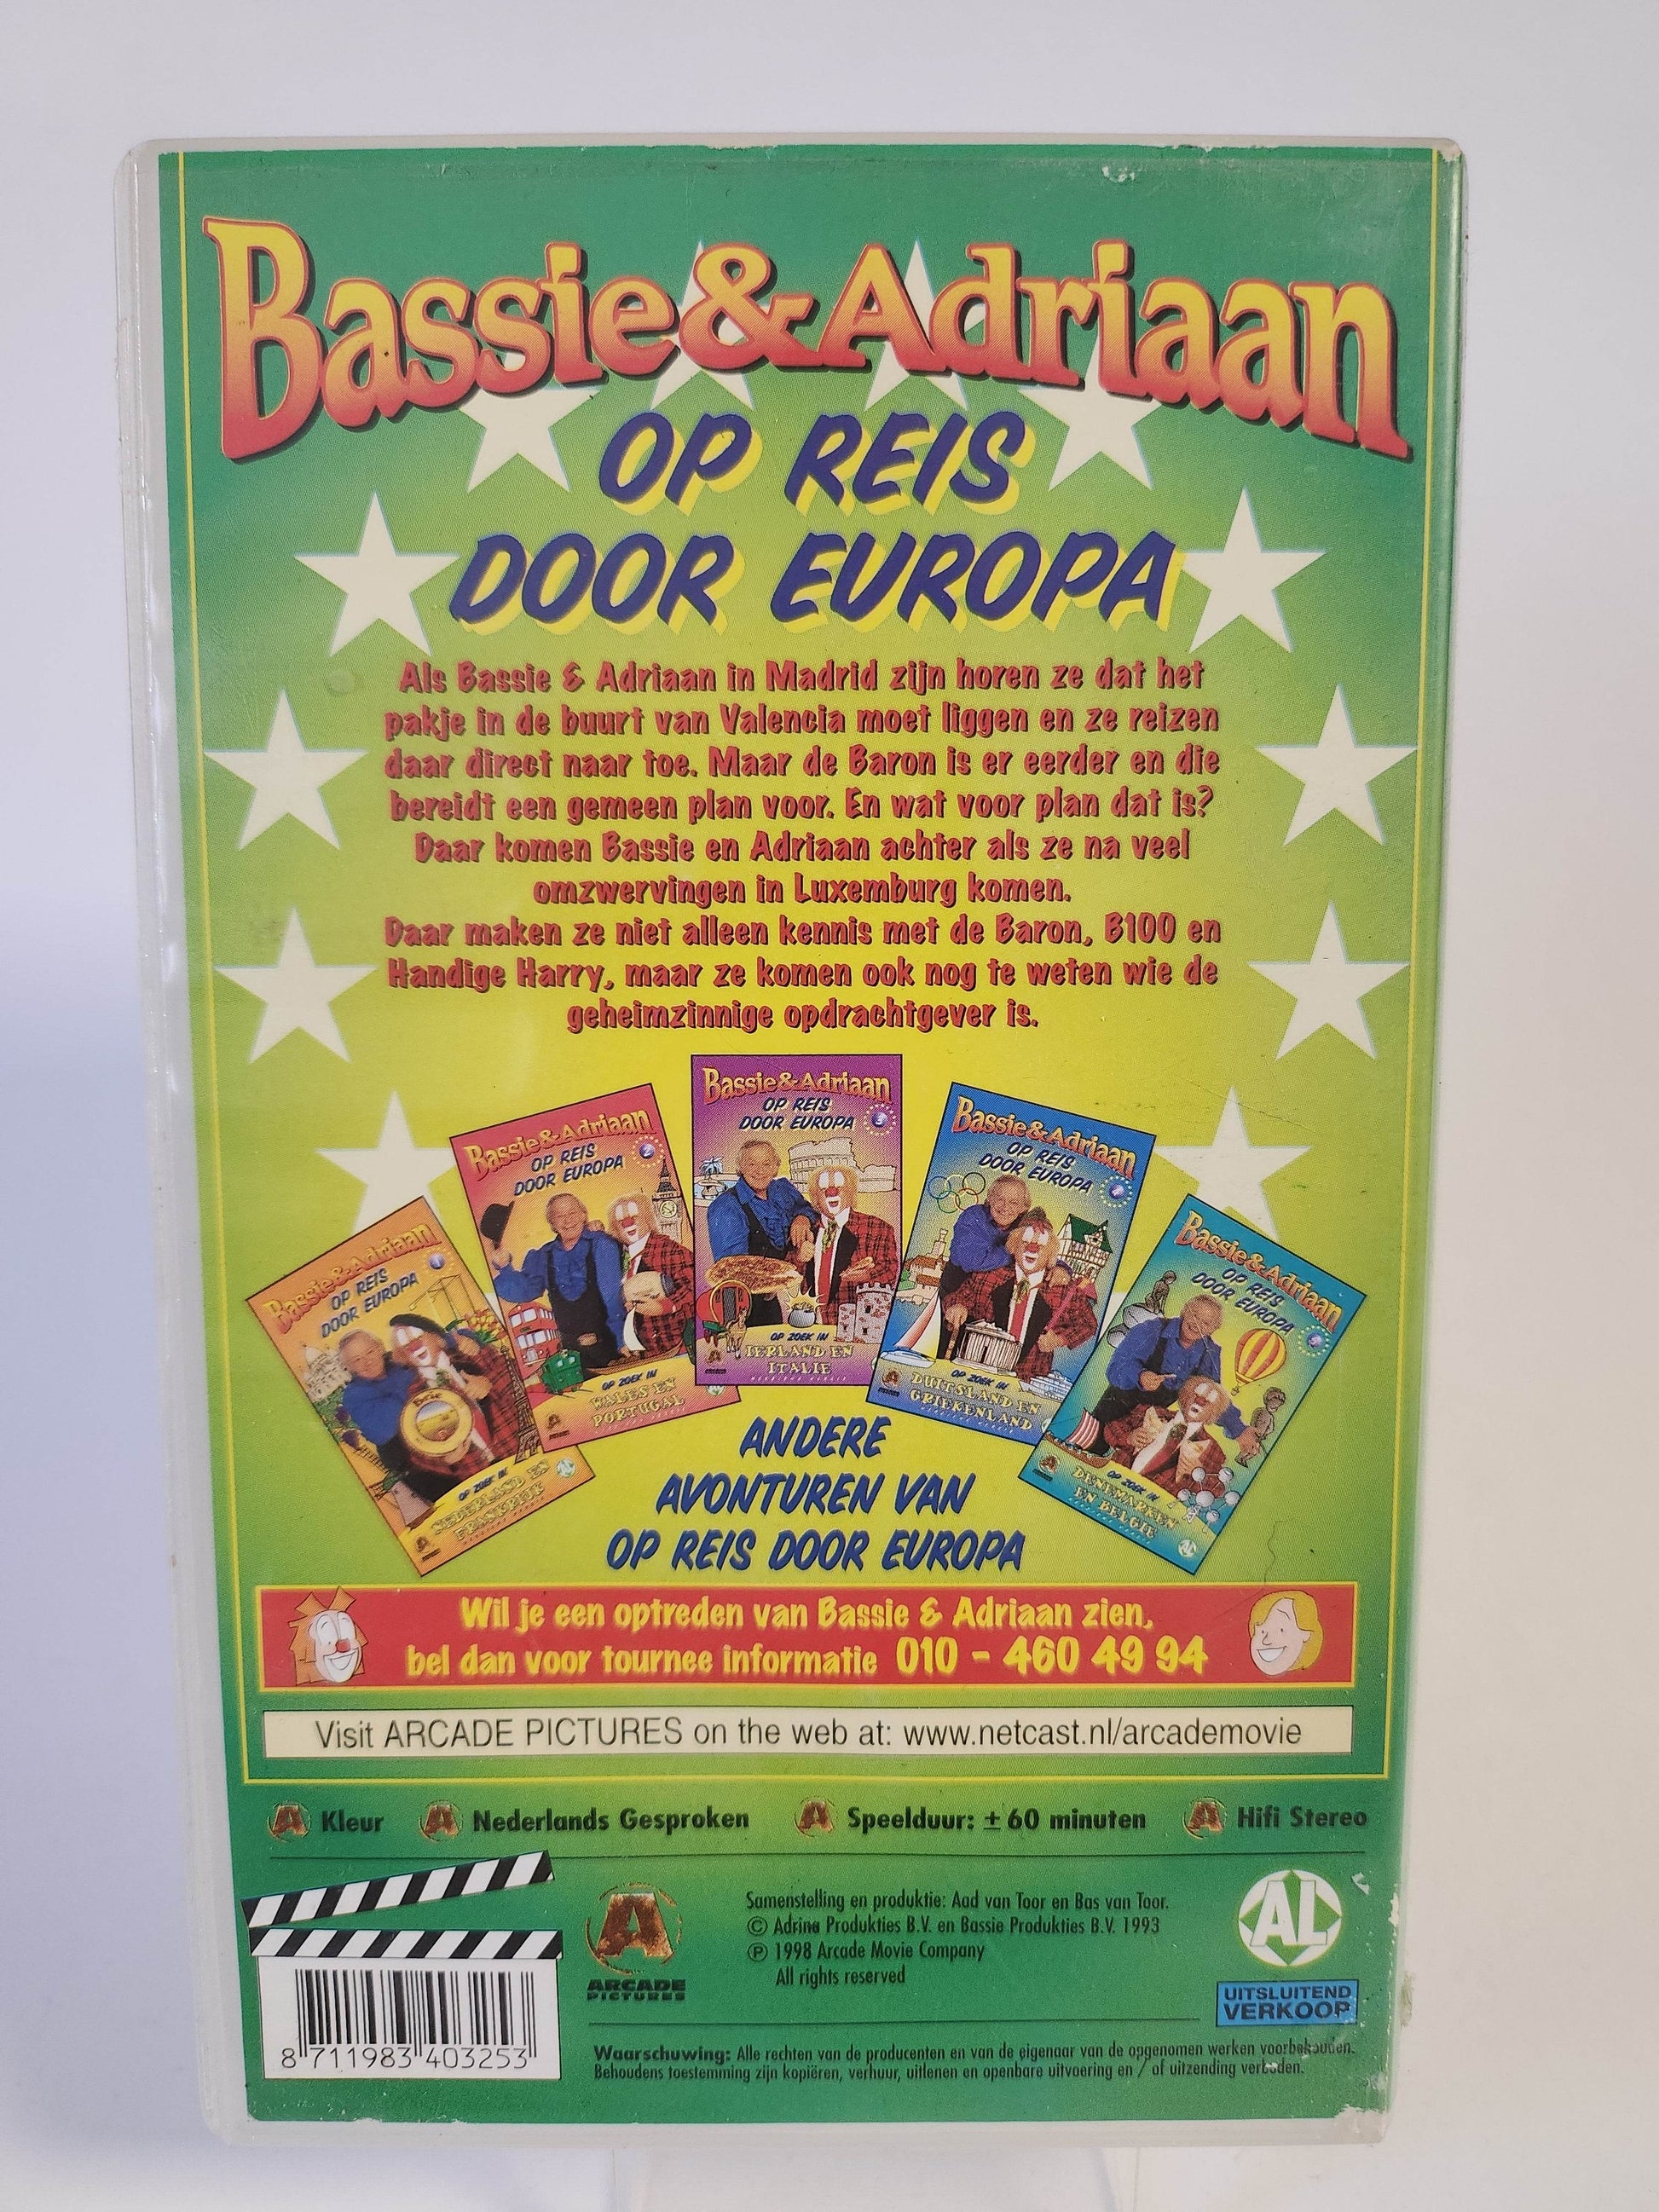 Bassie & Adriaan
OP REIS
DOOR EUROPA
Als Bassie & Adriaan in Madrid zijn horen ze dat het
pakje in de buurt van Valencia moet liggen en ze reizen
daar direct naar toe. Maar de Baron is er eerder en die
bereidt een gemeen plan voor. En wat voor plan dat is?
Daar komen Bassie en Adriaan achter als ze na veel
omzwervingen in Luxemburg komen.
Daar maken ze niet alleen kennis met de Baron, B100 en
Handige Harry, maar ze komen ook nog te weten wie de
geheimzinnige opdrachtgever is.
Bassie & Adriaan
OP REIS
DOOR EUROPA
1
OP ZOEK IN
NEDERLAND EN
FRANKRIJK
Bassie & Adriaan
OP REIS
DOOR EUROPA
2
OP ZOEK IN
WALES EN
PORTUGAL
Bassie & Adriaan
OP REIS
DOOR EUROPA
3
OP ZOEK IN
IERLAND EN
ITALIE
Bassie & Adriaan
OP REIS
DOOR EUROPA
OP ZOEK IN
DUITSLAND EN
GRIEKENLAND
Bassie & Adriaan
OP REIS
DOOR EUROPA
OP ZOEK IN
DENEMARKEN
EN BELGIE
AL
ANDERE
AVONTUREN VAN
OP REIS DOOR EUROPA
Wil je een optreden van Bassie & Adriaan zien,
bel dan voor tournee informatie 010 - 460 49 94
Visit ARCADE PICTURES on the web at: www.netcast.nl/arcademovie
A Kleur A Nederlands Gesproken A Speelduur: ± 60 minuten A Hifi Stereo
A
ARCADE
PICTURES
Samenstelling en produktie: Aad van Toor en Bas van Toor.
© Adrina Produkties B.V. en Bassie Produkties B.V. 1993
℗ 1998 Arcade Movie Company
All rights reserved
AL
UITSLUITEND
VERKOOP
8 711983 403253
Waarschuwing: Alle rechten van de producenten en van de eigenaar van de opgenomen werken voorbehouden.
Behoudens toestemming zijn kopiëren, verhuur, uitlenen en openbare uitvoering en / of uitzending verboden.